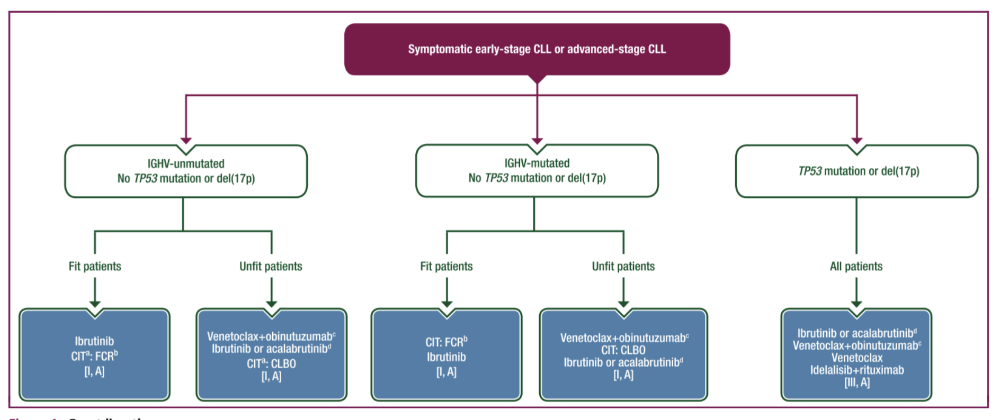 Symptomatic early-stage CLL or advanced-stage CLL
IGHV-unmutated
No TP53 mutation or del(17p)
IGHV-mutated
No TP53 mutation or del(17p)
TP53 mutation or del(17p)
Fit patients
Unfit patients
Fit patients
Unfit patients
All patients
Ibrutinib
CITᵃ: FCRᵇ
[I, A]
Venetoclax+obinutuzumabᶜ
Ibrutinib or acalabrutinibᵈ
CITᵃ: CLBO
[I, A]
CIT: FCRᵇ
Ibrutinib
[I, A]
Venetoclax+obinutuzumabᶜ
CIT: CLBO
Ibrutinib or acalabrutinibᵈ
[I, A]
Ibrutinib or acalabrutinibᵈ
Venetoclax+obinutuzumabᶜ
Venetoclax
Idelalisib+rituximab
[III, A]